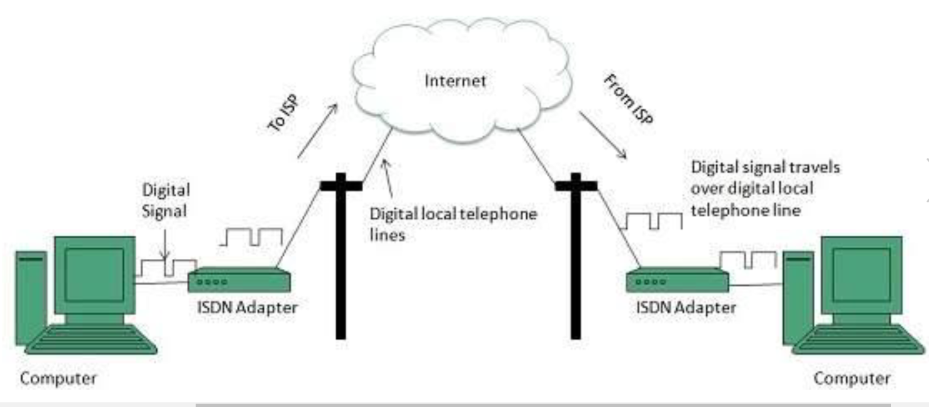 Internet
To ISP
From ISP
Digital
Signal
Digital local telephone
lines
Digital signal travels
over digital local
telephone line
ISDN Adapter
ISDN Adapter
Computer
Computer